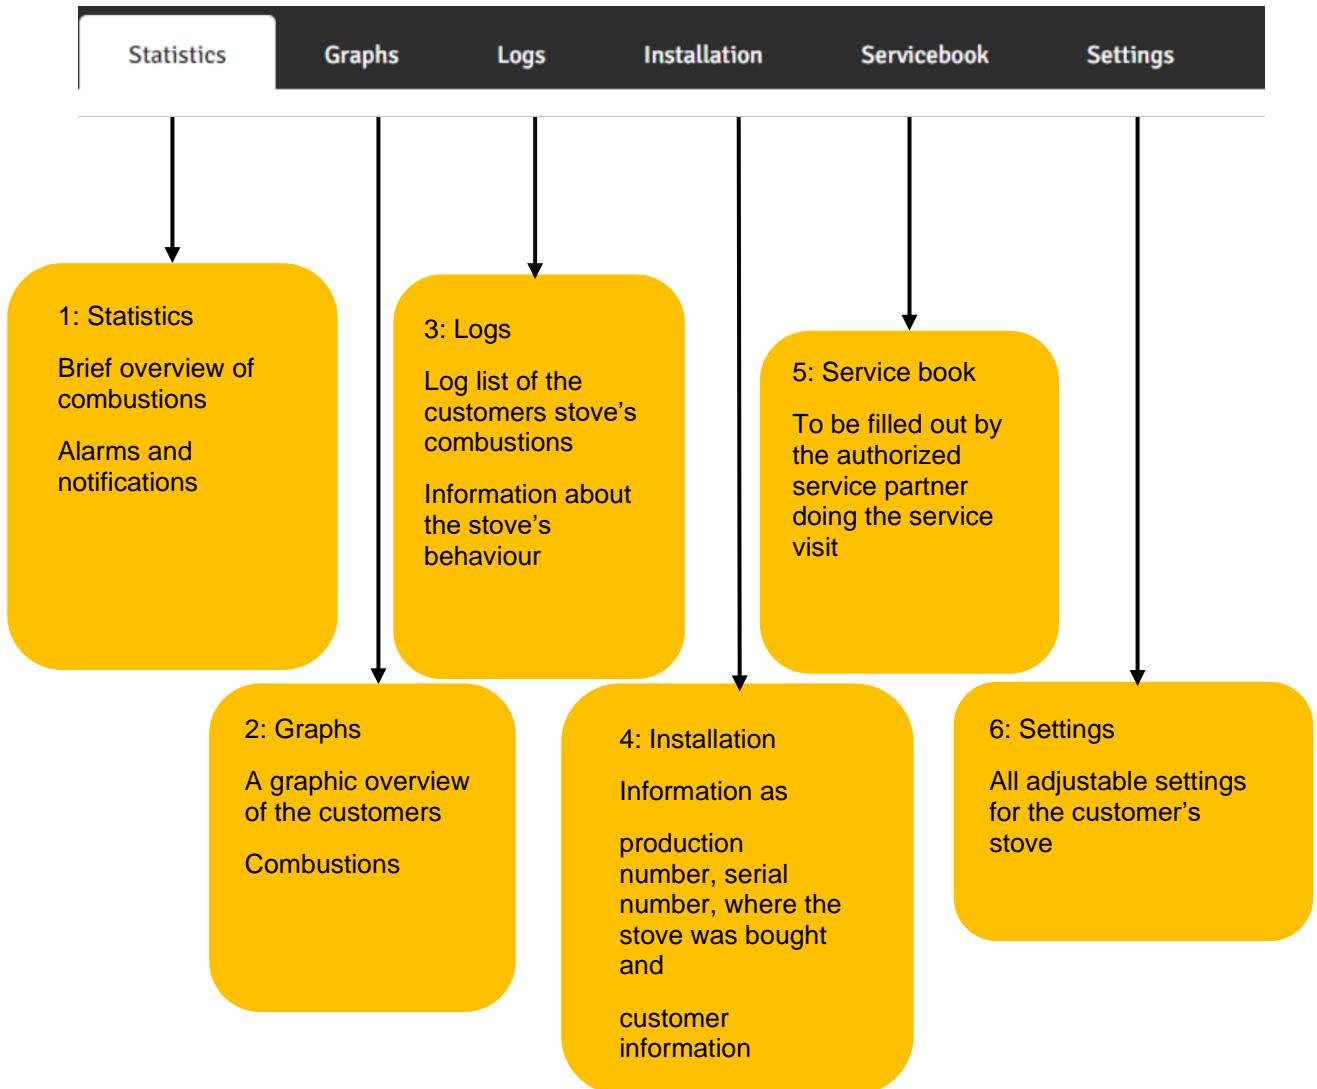 Statistics
Graphs
Logs
Installation
Servicebook
Settings
1: Statistics
Brief overview of
combustions
Alarms and
notifications
3: Logs
Log list of the
customers stove’s
combustions
Information about
the stove’s
behaviour
5: Service book
To be filled out by
the authorized
service partner
doing the service
visit
2: Graphs
A graphic overview
of the customers
Combustions
4: Installation
Information as
production
number, serial
number, where the
stove was bought
and
customer
information
6: Settings
All adjustable settings
for the customer’s
stove